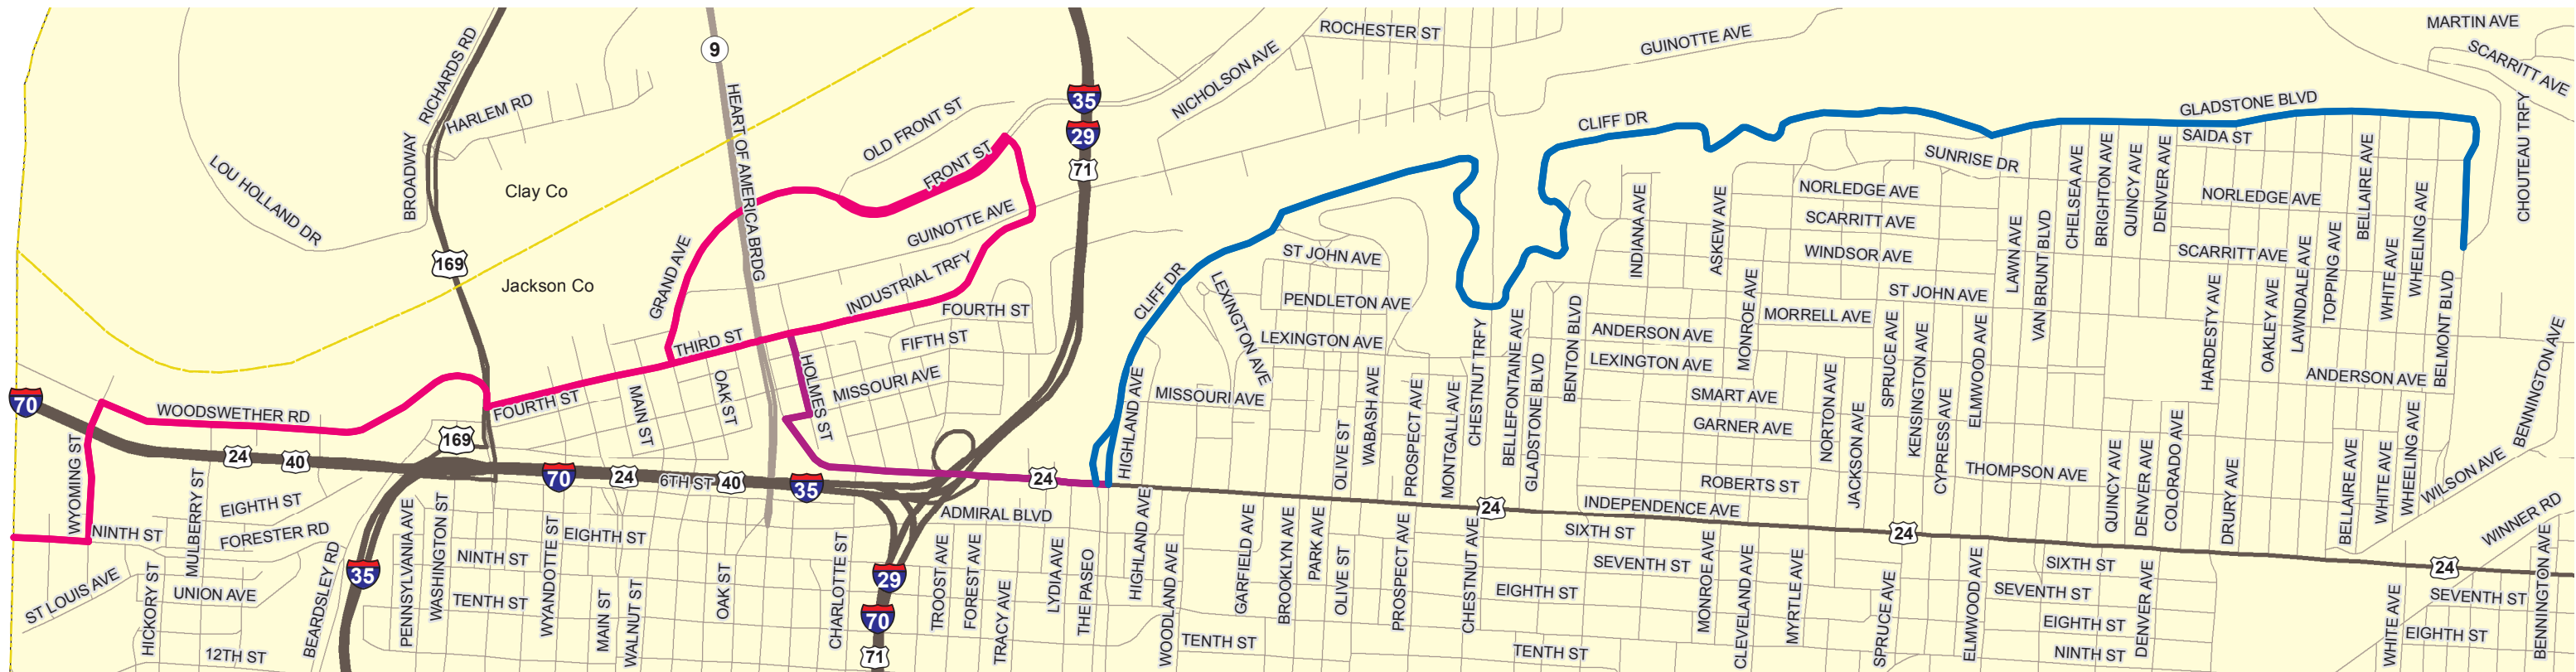 MARTIN AVE
ROCHESTER ST
GUINOTTE AVE
RICHARDS RD
9
NICHOLSON AVE
SCARRITT AVE
HARLEM RD
HEART OF AMERICA BRDG
35
29
71
OLD FRONT ST
CLIFF DR
GLADSTONE BLVD
CHOUTEAU TRFY
SAIDA ST
BROADWAY
LOU HOLLAND DR
Clay Co
FRONT ST
SUNRISE DR
CHELSEA AVE
BRIGHTON AVE
QUINCY AVE
DENVER AVE
BELLAIRE AVE
NORLEDGE AVE
NORLEDGE AVE
INDIANA AVE
ASKEW AVE
SCARRITT AVE
LAWN AVE
VAN BRUNT BLVD
WHEELING AVE
GUINOTTE AVE
GRAND AVE
169
Jackson Co
INDUSTRIAL TRFY
CLIFF DR
LEXINGTON AVE
ST JOHN AVE
WINDSOR AVE
SCARRITT AVE
LAWNDALE AVE
TOPPING AVE
WHITE AVE
PENDLETON AVE
ST JOHN AVE
MONROE AVE
MORRELL AVE
HARDESTY AVE
OAKLEY AVE
BELMONT BLVD
FOURTH ST
THIRD ST
FIFTH ST
LEXINGTON AVE
CHESTNUT TRFY
BELLEFONTAINE AVE
BENTON BLVD
ANDERSON AVE
LEXINGTON AVE
SPRUCE AVE
KENSINGTON AVE
ELMWOOD AVE
BENNINGTON AVE
70
WOODSWETHER RD
FOURTH ST
MAIN ST
OAK ST
HOLMES ST
MISSOURI AVE
HIGHLAND AVE
MISSOURI AVE
WABASH AVE
PROSPECT AVE
MONTGALL AVE
GLADSTONE BLVD
SMART AVE
NORTON AVE
JACKSON AVE
CYPRESS AVE
ANDERSON AVE
WYOMING ST
24
40
169
OLIVE ST
GARNER AVE
THOMPSON AVE
QUINCY AVE
DENVER AVE
COLORADO AVE
DRURY AVE
BELLAIRE AVE
WHITE AVE
WHEELING AVE
WILSON AVE
70
24
6TH ST
40
35
24
ROBERTS ST
MULBERRY ST
EIGHTH ST
INDEPENDENCE AVE
24
WINNER RD
NINTH ST
FORESTER RD
ADMIRAL BLVD
SIXTH ST
24
PENNSYLVANIA AVE
WASHINGTON ST
WYANDOTTE ST
EIGHTH ST
NINTH ST
HIGHLAND AVE
GARFIELD AVE
BROOKLYN AVE
PARK AVE
PROSPECT AVE
CHESTNUT AVE
SEVENTH ST
SIXTH ST
24
35
29
ST LOUIS AVE
UNION AVE
HICKORY ST
BEARDSLEY RD
TENTH ST
MAIN ST
WALNUT ST
OAK ST
CHARLOTTE ST
TROOST AVE
FOREST AVE
TRACY AVE
LYDIA AVE
THE PASEO
WOODLAND AVE
OLIVE ST
EIGHTH ST
MONROE AVE
CLEVELAND AVE
MYRTLE AVE
SPRUCE AVE
ELMWOOD AVE
SEVENTH ST
DENVER AVE
SEVENTH ST
BENNINGTON AVE
70
EIGHTH ST
WHITE AVE
EIGHTH ST
12TH ST
71
TENTH ST
TENTH ST
NINTH ST